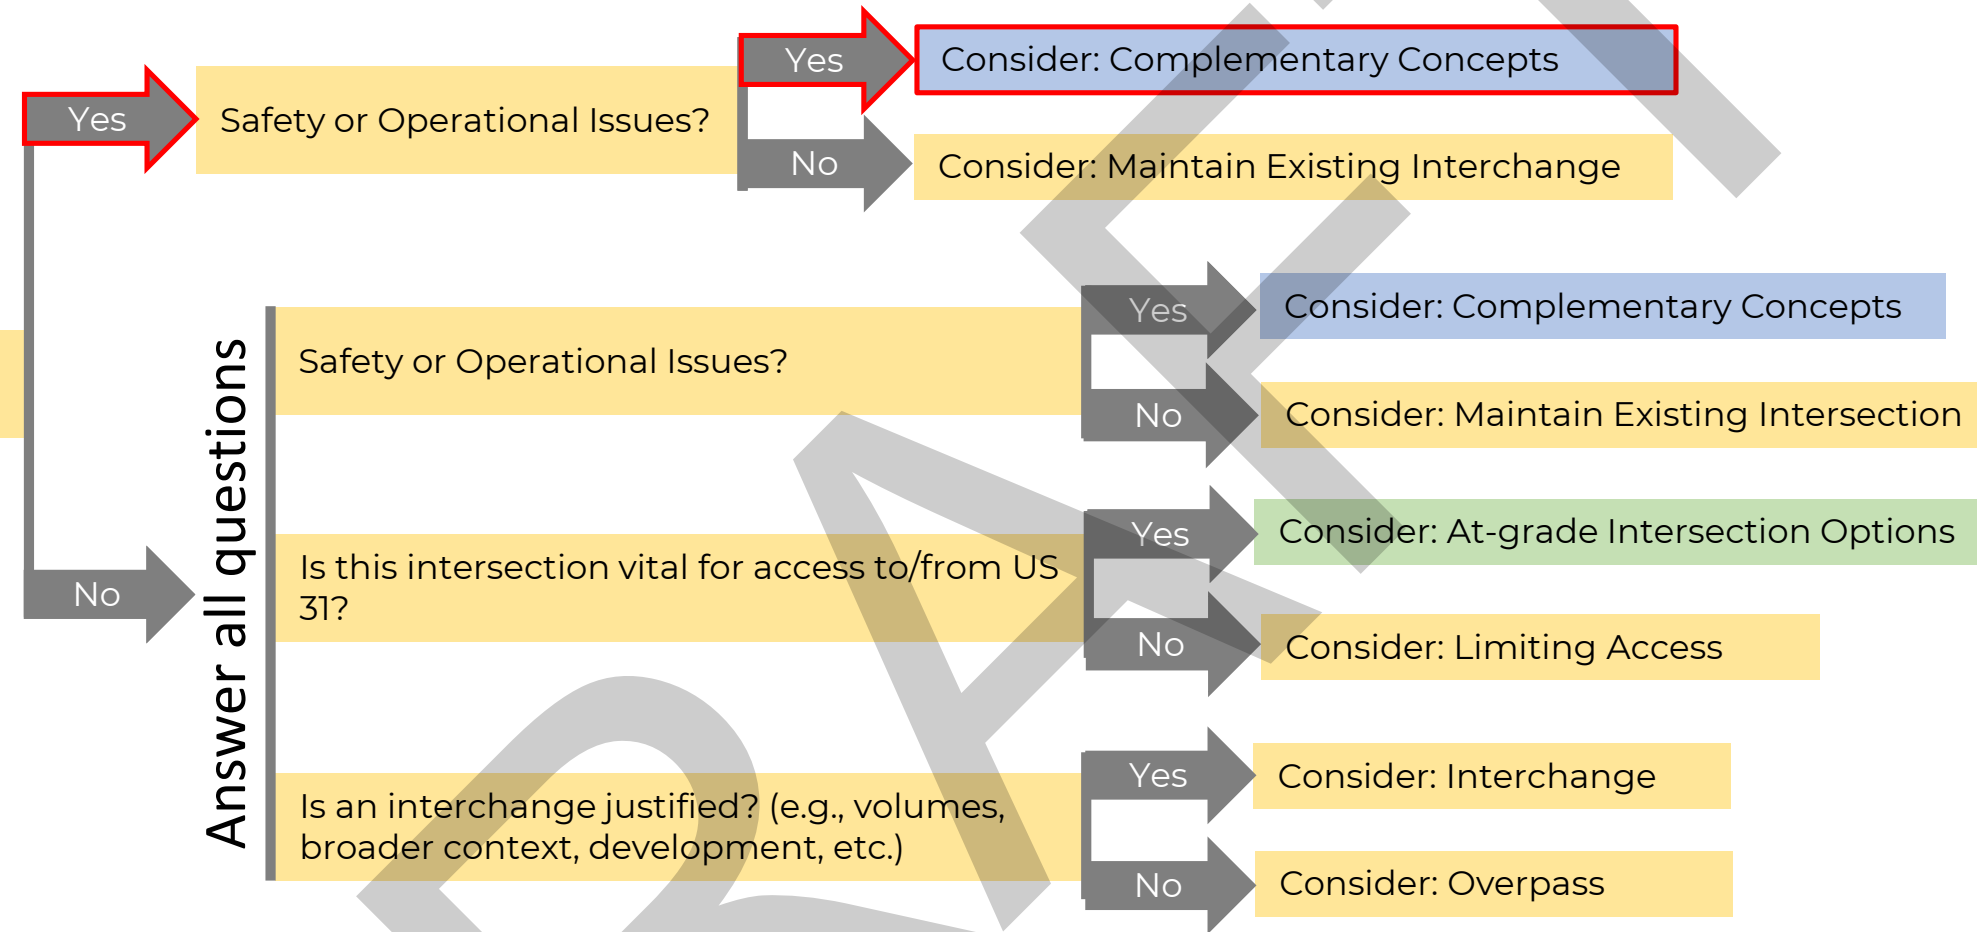 Yes
Safety or Operational Issues?
Yes
Consider: Complementary Concepts
No
Consider: Maintain Existing Interchange
No
Answer all questions
Safety or Operational Issues?
Yes
Consider: Complementary Concepts
No
Consider: Maintain Existing Intersection
Is this intersection vital for access to/from US
31?
Yes
Consider: At-grade Intersection Options
No
Consider: Limiting Access
Is an interchange justified? (e.g., volumes,
broader context, development, etc.)
Yes
Consider: Interchange
No
Consider: Overpass